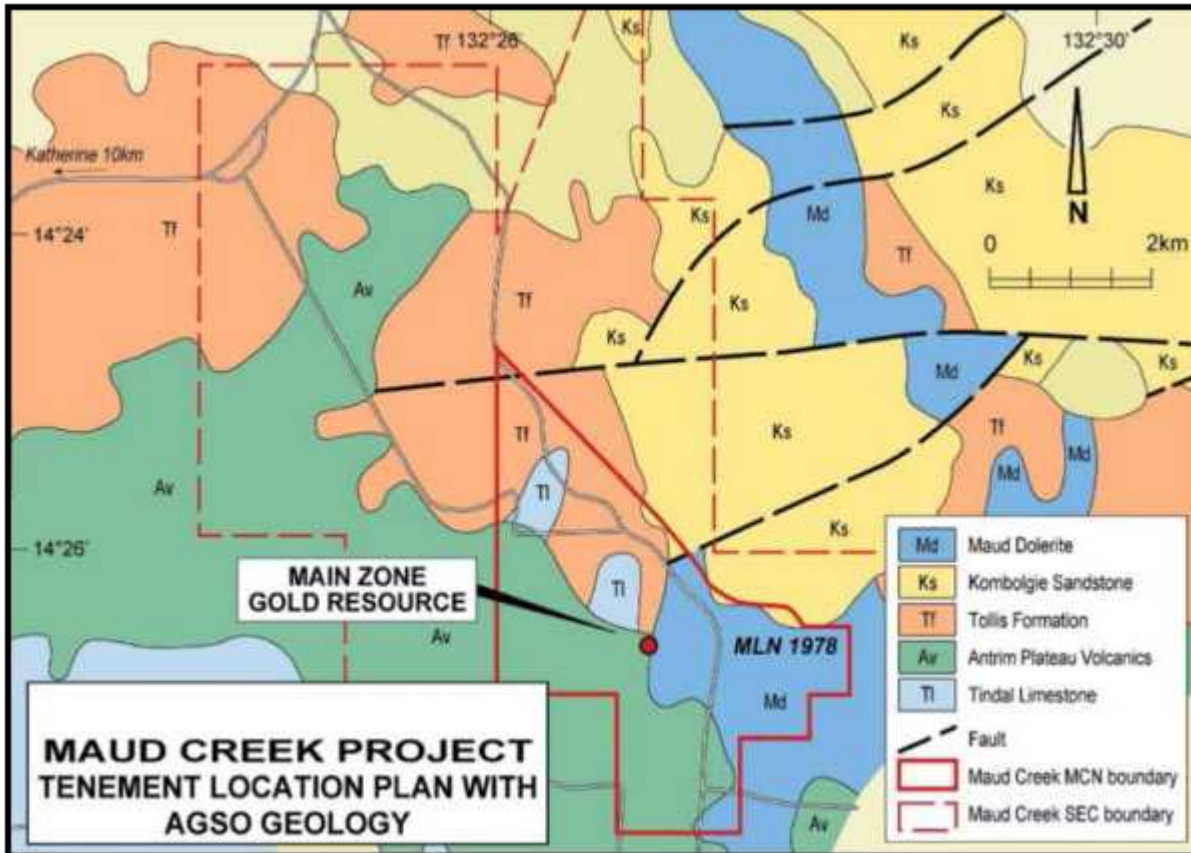 Tf
132°28'
Ks
Ks
132°30'
Katherine 10km
Ks
Ks
N
Tf
14°24'
Ks
Md
0
2km
Tf
Av
Tf
Ks
Ks
Ks
Md
Ks
Ks
Tf
Ks
Tf
Md
Md
Av
Tl
Ks
14°26'
MAIN ZONE
GOLD RESOURCE
Tl
Av
MLN 1978
Md
Av
MAUD CREEK PROJECT
TENEMENT LOCATION PLAN WITH
AGSO GEOLOGY
Md Maud Dolerite
Ks Kombolgie Sandstone
Tf Tollis Formation
Av Antrim Plateau Volcanics
Tl Tindal Limestone
Fault
Maud Creek MCN boundary
Maud Creek SEC boundary